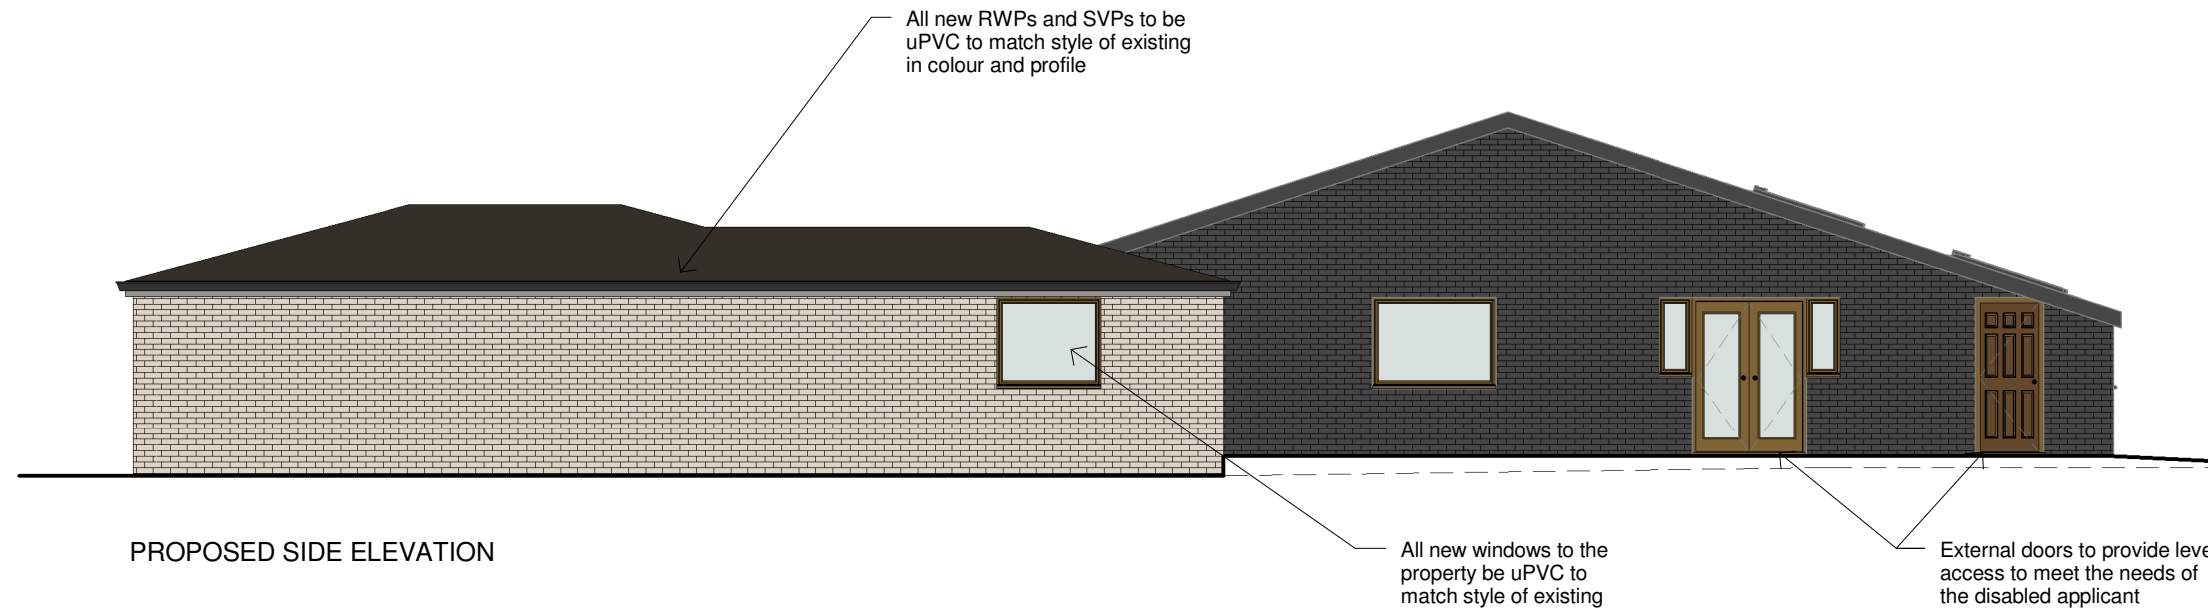 All new RWPs and SVPs to be
uPVC to match style of existing
in colour and profile
PROPOSED SIDE ELEVATION
All new windows to the
property be uPVC to
match style of existing
External doors to provide leve
access to meet the needs of
the disabled applicant